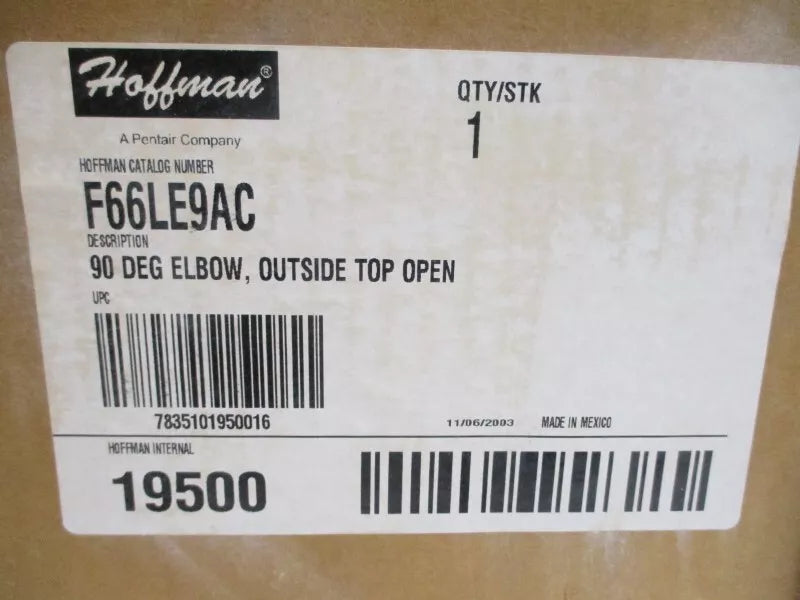 Hoffman®
A Pentair Company
QTY/STK
1
HOFFMAN CATALOG NUMBER
F66LE9AC
DESCRIPTION
90 DEG ELBOW, OUTSIDE TOP OPEN
UPC
7835101950016
11/06/2003 MADE IN MEXICO
HOFFMAN INTERNAL
19500